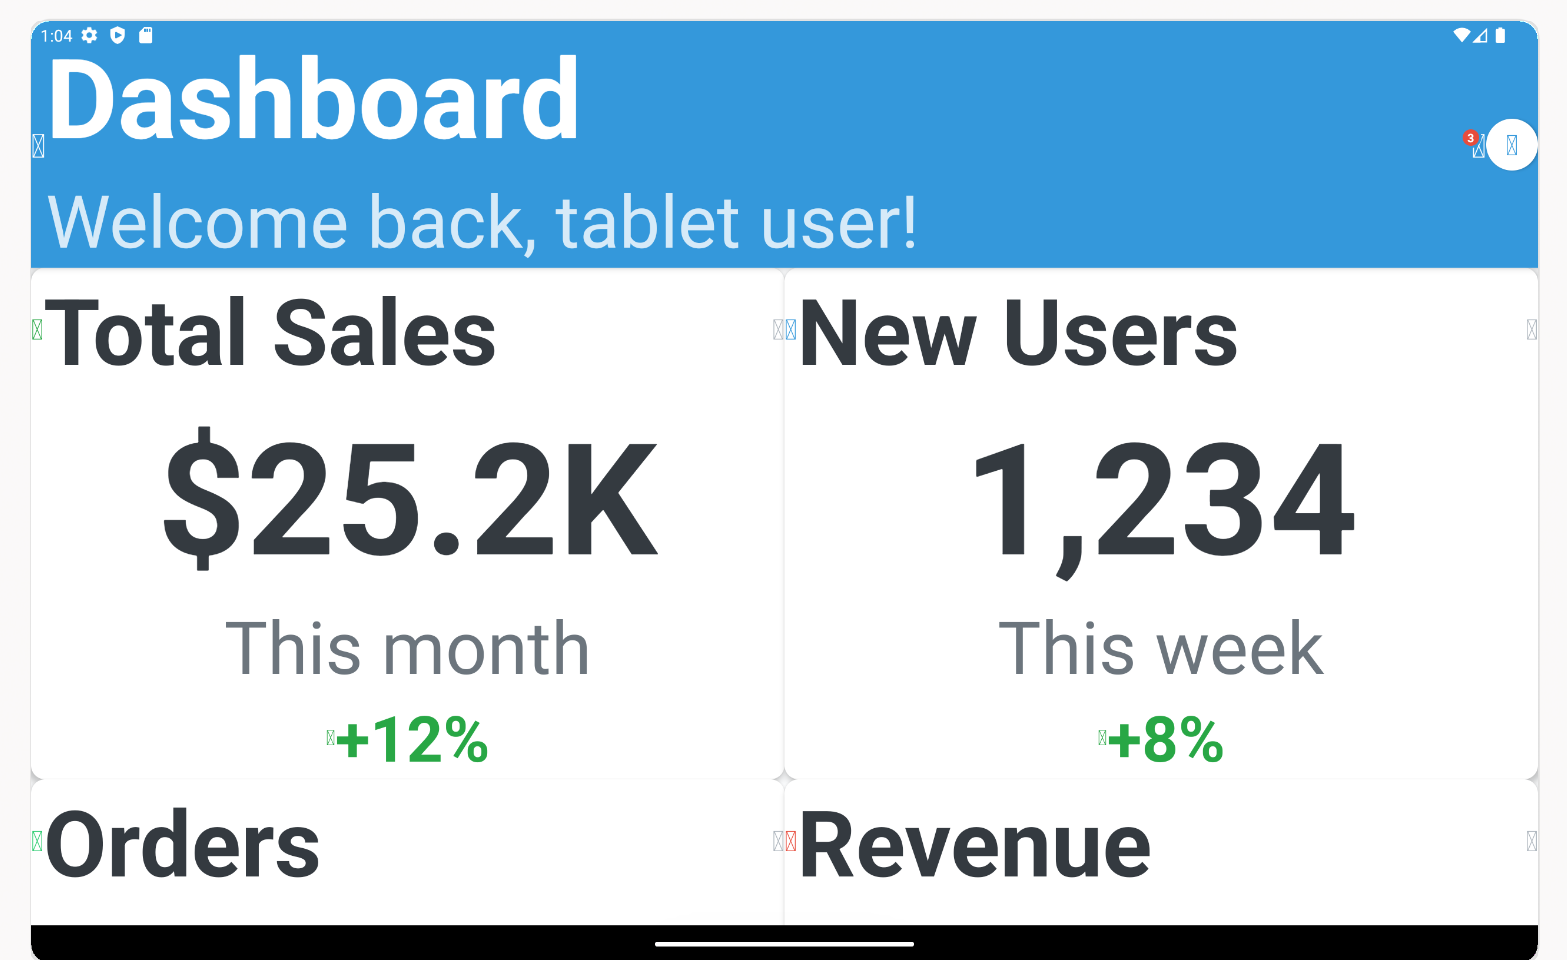 1:04
Dashboard
3
Welcome back, tablet user!
Total Sales
New Users
$25.2K
1,234
This month
This week
+12%
+8%
Orders
Revenue